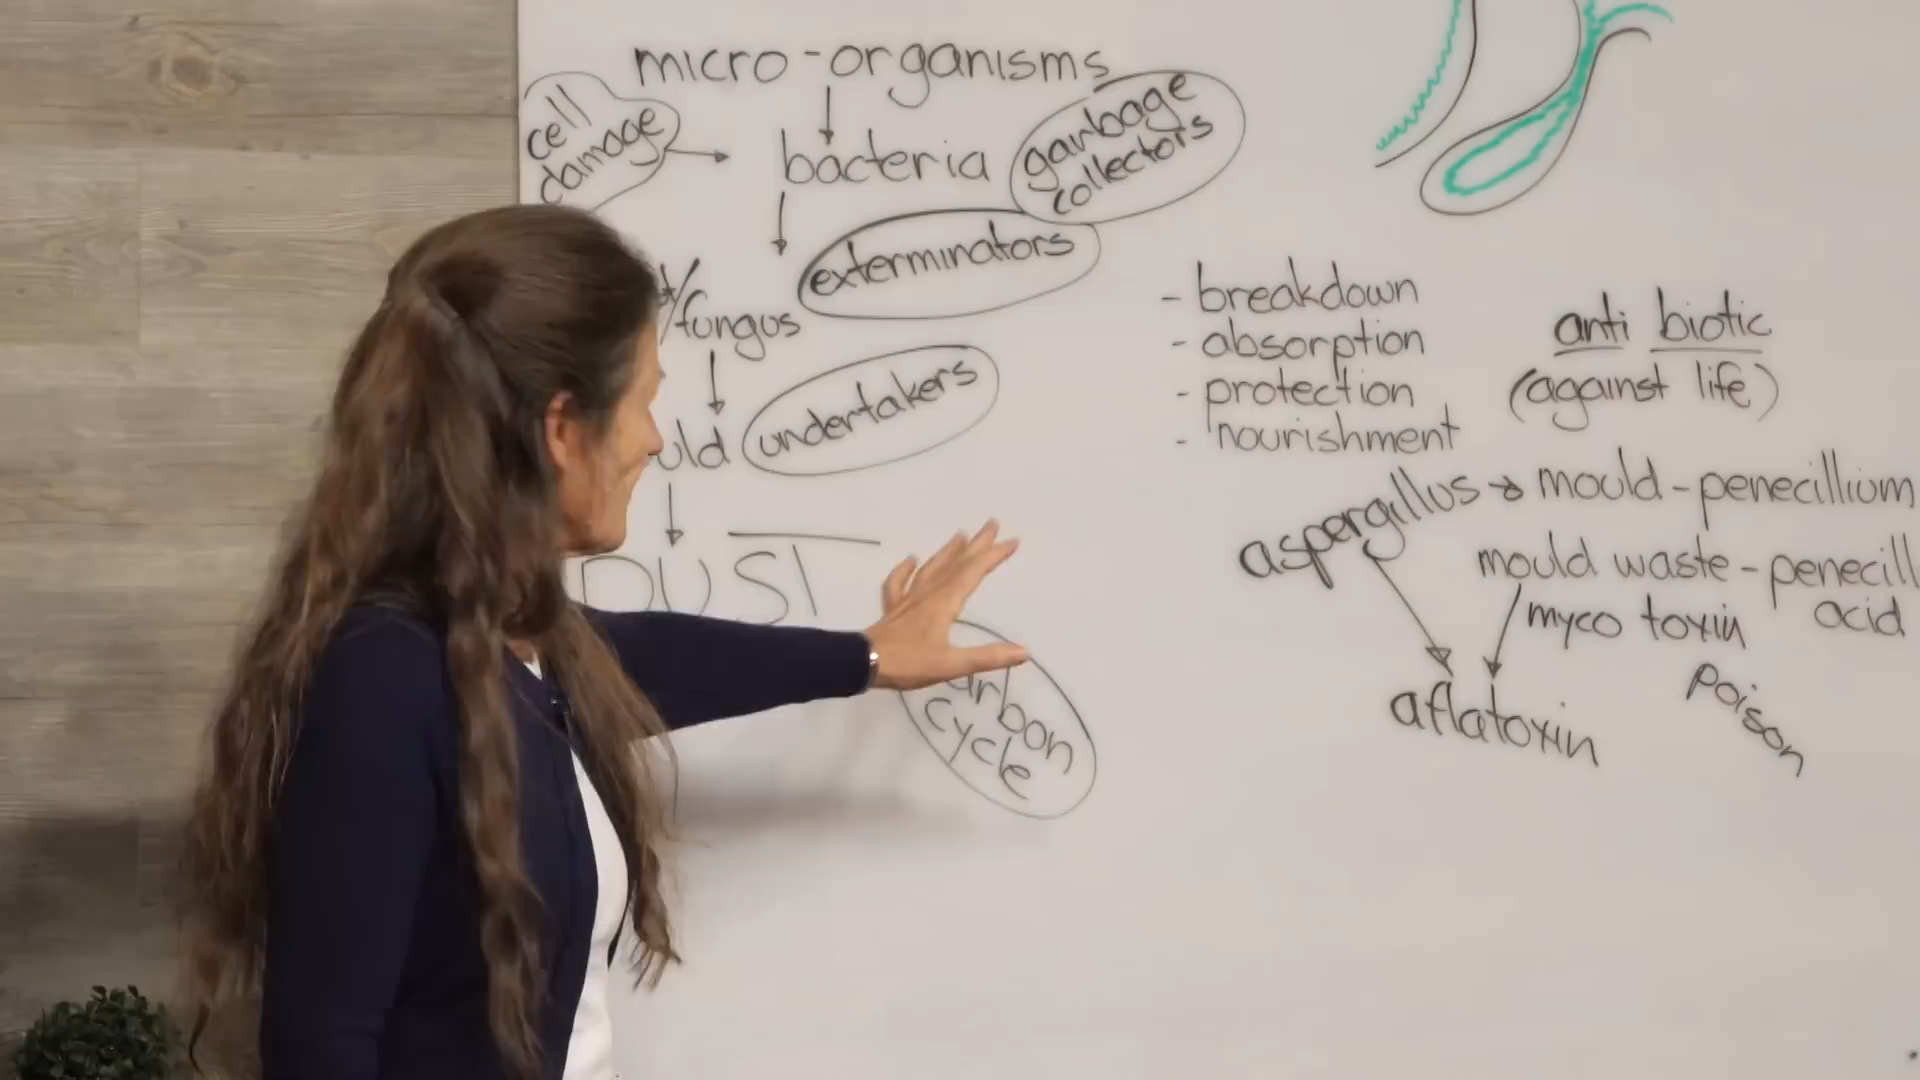 micro-organisms
cell
damage
bacteria
garbage
collectors
exterminators
/fungus
undertakers
uld
DUST
arbon
cycle
- breakdown
- absorption
- protection
- nourishment
anti biotic
(against life)
aspergillus → mould - penecillium
mould waste - penecill
acid
myco toxin
aflatoxin
poison